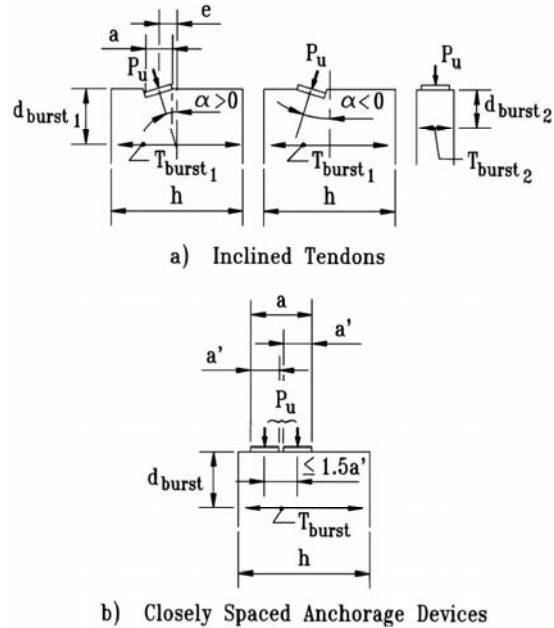 e
a
P u
P u
P u
α>0
α<0
d burst 1
d burst 2
T burst 1
T burst 1
T burst 2
h
h
a) Inclined Tendons
a
a'
a'
P u
≤ 1.5a'
d burst
T burst
h
b) Closely Spaced Anchorage Devices